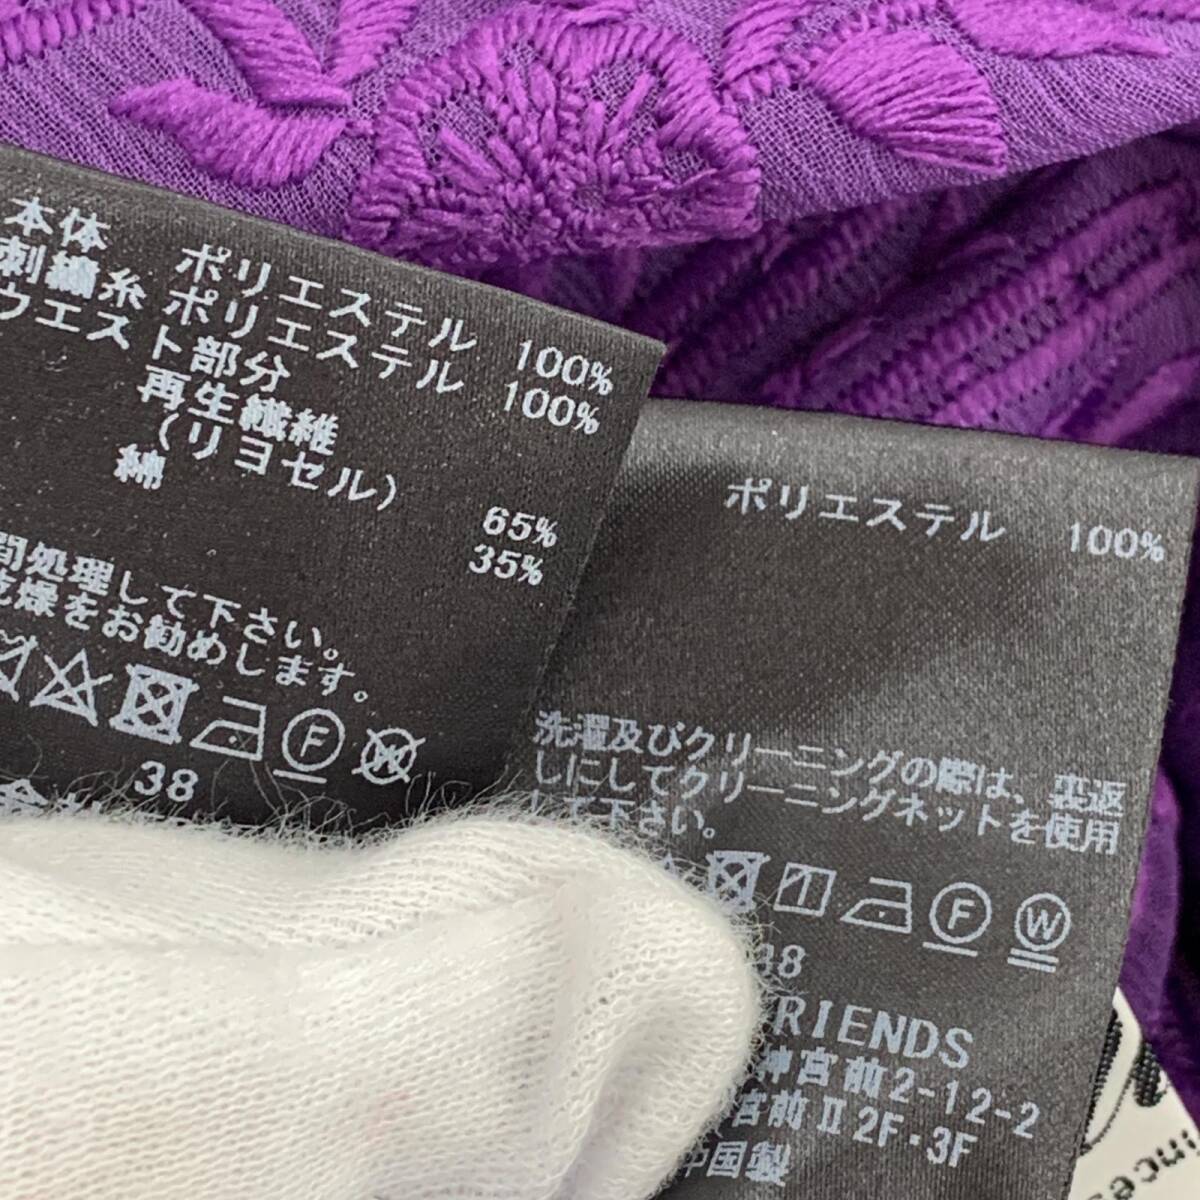 本体 ポリエステル 100%
刺繍糸 ポリエステル 100%
ウエスト部分
再生繊維
(リヨセル) 65%
綿 35%
間処理して下さい。
乾燥をお勧めします。
F W
38
ポリエステル 100%
洗濯及びクリーニングの際は、裏返
しにしてクリーニングネットを使用
して下さい。
F W
38
RIENDS
神宮前2-12-2
宮前Ⅱ2F・3F
中国製
ince